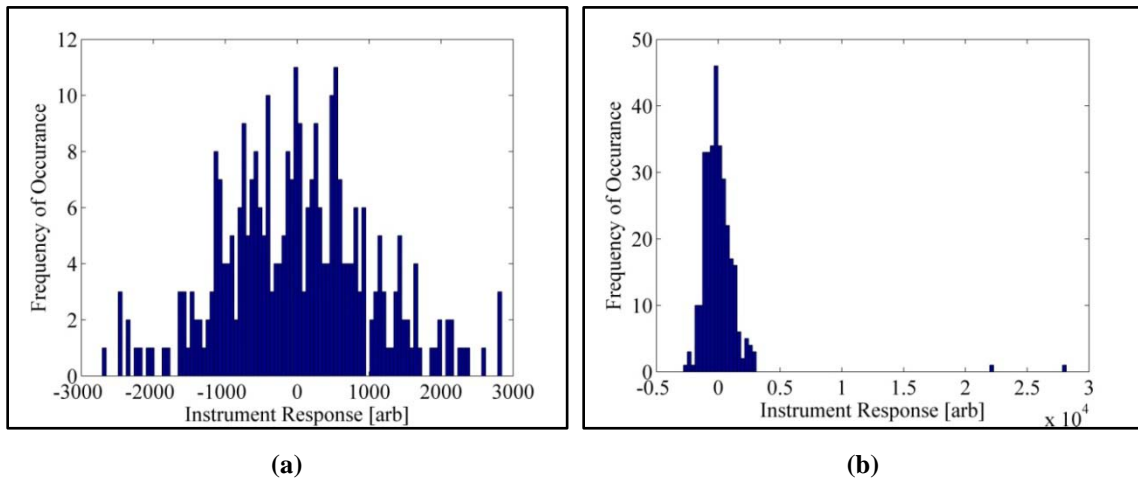 12
10
8
6
4
2
0
Frequency of Occurance
-3000 -2000 -1000 0 1000 2000 3000
Instrument Response [arb]
(a)
50
40
30
20
10
0
Frequency of Occurance
-0.5 0 0.5 1 1.5 2 2.5 3
Instrument Response [arb]
x 10^4
(b)